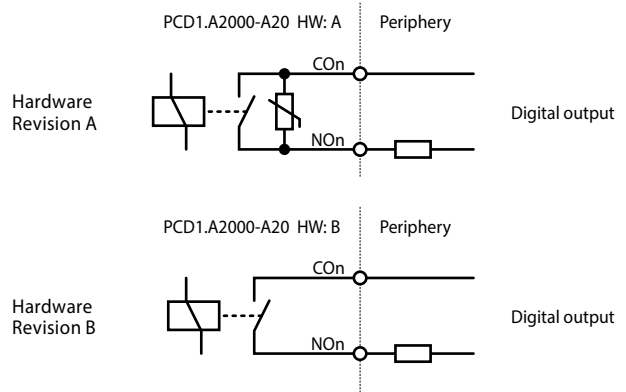 PCD1.A2000-A20 HW: A Periphery
COn
Hardware
Revision A
Digital output
NOn
PCD1.A2000-A20 HW: B Periphery
COn
Hardware
Revision B
Digital output
NOn